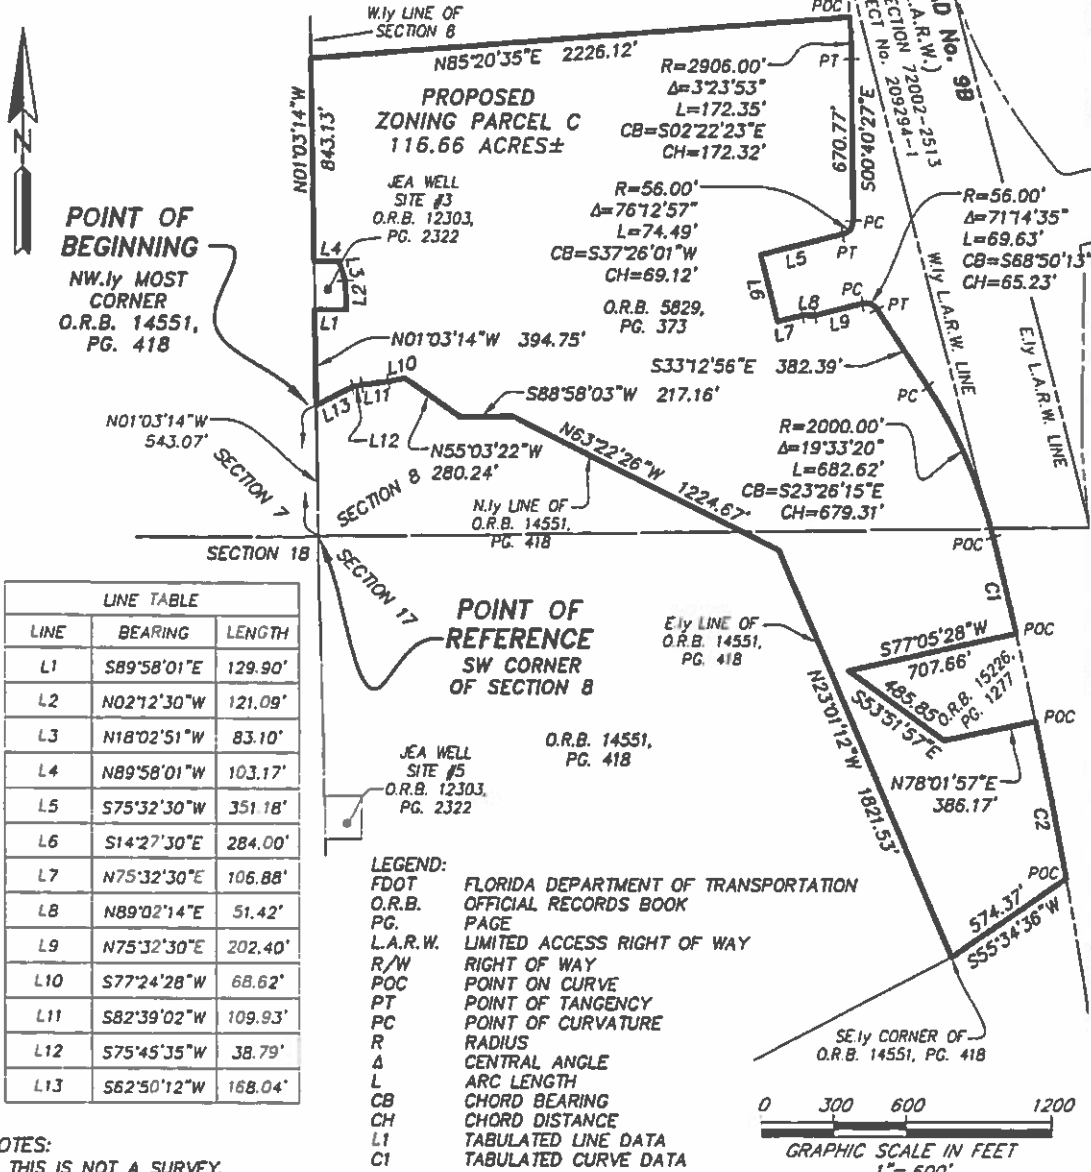 W.ly LINE OF
SECTION 8
POC
N85°20'35"E 2226.12'
N01°03'14"W
843.13'
PROPOSED
ZONING PARCEL C
116.66 ACRES±
R=2906.00'
Δ=3°23'53"
L=172.35'
CB=S02°22'23"E
CH=172.32'
PT
S00°40'27"E
670.77'
D No. 9B
.A.R.W.)
ECTION 72002-2513
ECT No. 209294-1
N
JEA WELL
SITE #3
O.R.B. 12303,
PG. 2322
POINT OF
BEGINNING
NW.ly MOST
CORNER
O.R.B. 14551,
PG. 418
L4
L3
L2
L1
R=56.00'
Δ=76°12'57"
L=74.49'
CB=S37°26'01"W
CH=69.12'
PC
PT
R=56.00'
Δ=71°14'35"
L=69.63'
CB=S68°50'13"
CH=65.23'
L5
L6
L7
L8
L9
PC
PT
O.R.B. 5829,
PG. 373
W.ly L.A.R.W. LINE
E.ly L.A.R.W. LINE
N01°03'14"W 394.75'
S33°12'56"E 382.39'
PC
L10
L11
L13
L12
S88°58'03"W 217.16'
N01°03'14"W
543.07'
N55°03'22"W
280.24'
N63°22'26"W 1224.67'
R=2000.00'
Δ=19°33'20"
L=682.62'
CB=S23°26'15"E
CH=679.31'
SECTION 7
SECTION 8
N.ly LINE OF
O.R.B. 14551,
PG. 418
SECTION 18
SECTION 17
POC
C1
LINE TABLE
LINE BEARING LENGTH
L1 S89°58'01"E 129.90'
L2 N02°12'30"W 121.09'
L3 N18°02'51"W 83.10'
L4 N89°58'01"W 103.17'
L5 S75°32'30"W 351.18'
L6 S14°27'30"E 284.00'
L7 N75°32'30"E 106.88'
L8 N89°02'14"E 51.42'
L9 N75°32'30"E 202.40'
L10 S77°24'28"W 68.62'
L11 S82°39'02"W 109.93'
L12 S75°45'35"W 38.79'
L13 S62°50'12"W 168.04'
POINT OF
REFERENCE
SW CORNER
OF SECTION 8
E.ly LINE OF
O.R.B. 14551,
PG. 418
S77°05'28"W
707.66'
POC
485.85'
S53°51'57"E
O.R.B. 15226,
PG. 1277
POC
N78°01'57"E
386.17'
N23°01'12"W 1821.53'
O.R.B. 14551,
PG. 418
JEA WELL
SITE #5
O.R.B. 12303,
PG. 2322
C2
POC
574.37'
S55°34'36"W
SE.ly CORNER OF
O.R.B. 14551, PG. 418
LEGEND:
FDOT FLORIDA DEPARTMENT OF TRANSPORTATION
O.R.B. OFFICIAL RECORDS BOOK
PG. PAGE
L.A.R.W. LIMITED ACCESS RIGHT OF WAY
R/W RIGHT OF WAY
POC POINT ON CURVE
PT POINT OF TANGENCY
PC POINT OF CURVATURE
R RADIUS
Δ CENTRAL ANGLE
L ARC LENGTH
CB CHORD BEARING
CH CHORD DISTANCE
L1 TABULATED LINE DATA
C1 TABULATED CURVE DATA
0 300 600 1200
GRAPHIC SCALE IN FEET
1"=600'
OTES:
THIS IS NOT A SURVEY.